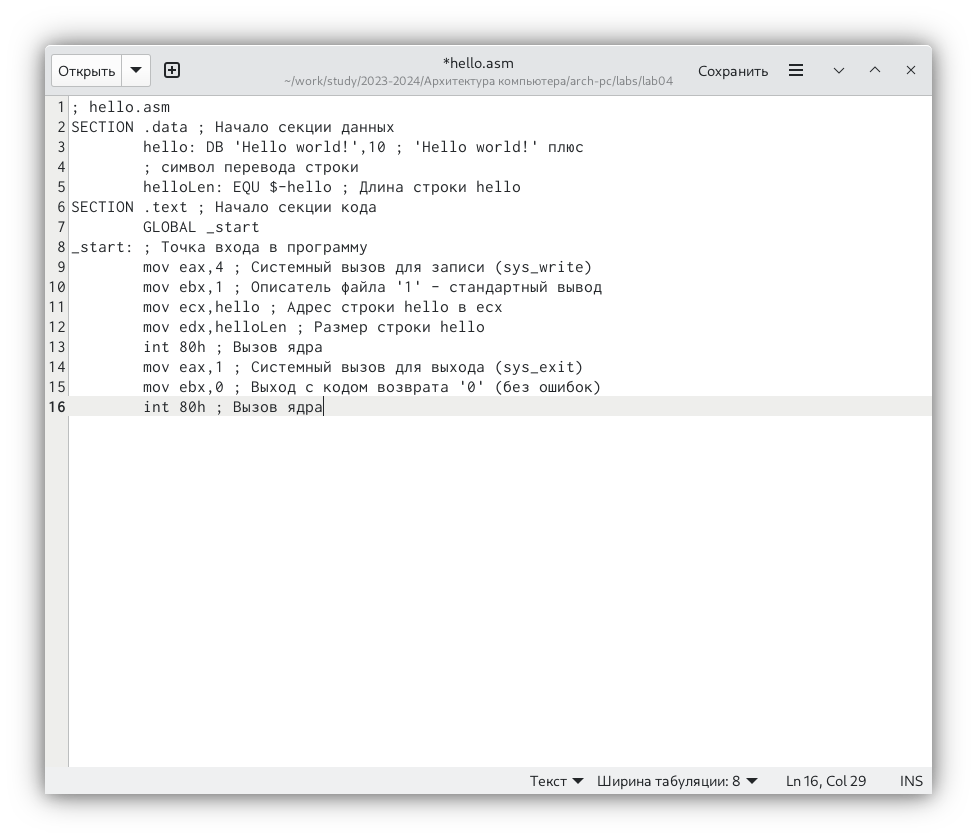 Открыть
*hello.asm
~/work/study/2023-2024/Архитектура компьютера/arch-pc/labs/lab04
Сохранить
1 ; hello.asm
2 SECTION .data ; Начало секции данных
3 hello: DB 'Hello world!',10 ; 'Hello world!' плюс
4 ; символ перевода строки
5 helloLen: EQU $-hello ; Длина строки hello
6 SECTION .text ; Начало секции кода
7 GLOBAL _start
8 _start: ; Точка входа в программу
9 mov eax,4 ; Системный вызов для записи (sys_write)
10 mov ebx,1 ; Описатель файла '1' - стандартный вывод
11 mov ecx,hello ; Адрес строки hello в ecx
12 mov edx,helloLen ; Размер строки hello
13 int 80h ; Вызов ядра
14 mov eax,1 ; Системный вызов для выхода (sys_exit)
15 mov ebx,0 ; Выход с кодом возврата '0' (без ошибок)
16 int 80h ; Вызов ядра
Текст Ширина табуляции: 8 Ln 16, Col 29 INS